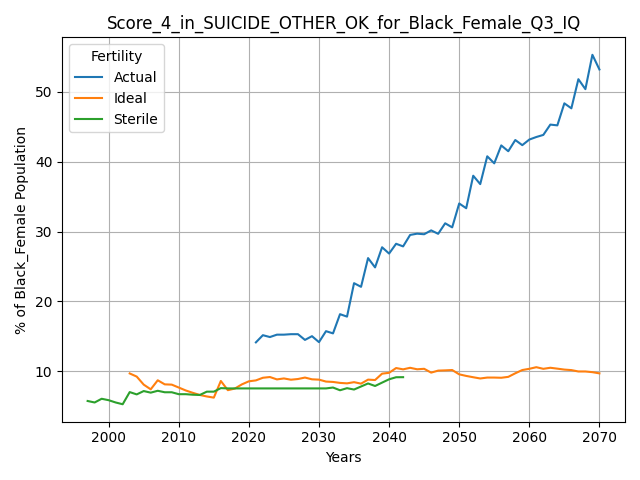 Score_4_in_SUICIDE_OTHER_OK_for_Black_Female_Q3_IQ
Fertility
Actual
Ideal
Sterile
% of Black_Female Population
50
40
30
20
10
2000 2010 2020 2030 2040 2050 2060 2070
Years